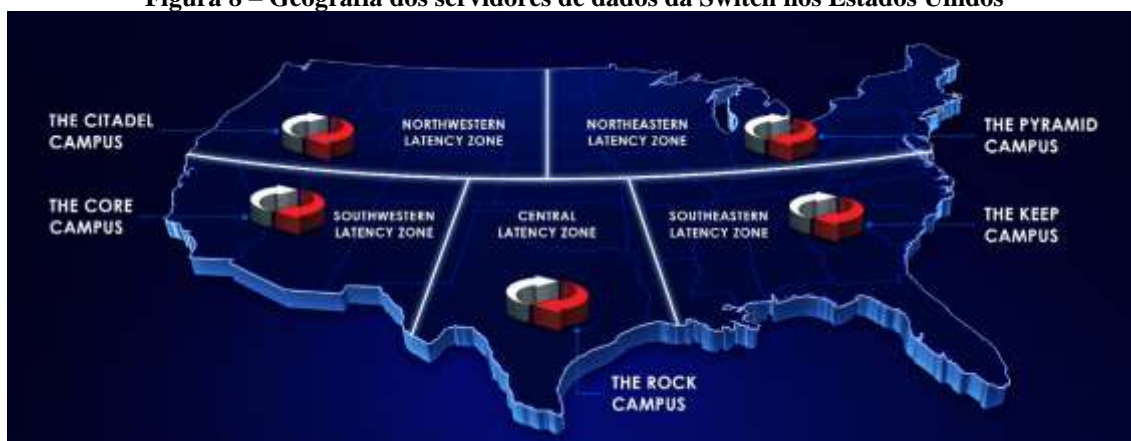 Figura 8 – Geografia dos servidores de dados da Switch nos Estados Unidos
THE CITADEL
CAMPUS
NORTHWESTERN
LATENCY ZONE
NORTHEASTERN
LATENCY ZONE
THE PYRAMID
CAMPUS
THE CORE
CAMPUS
SOUTHWESTERN
LATENCY ZONE
CENTRAL
LATENCY ZONE
SOUTHEASTERN
LATENCY ZONE
THE KEEP
CAMPUS
THE ROCK
CAMPUS